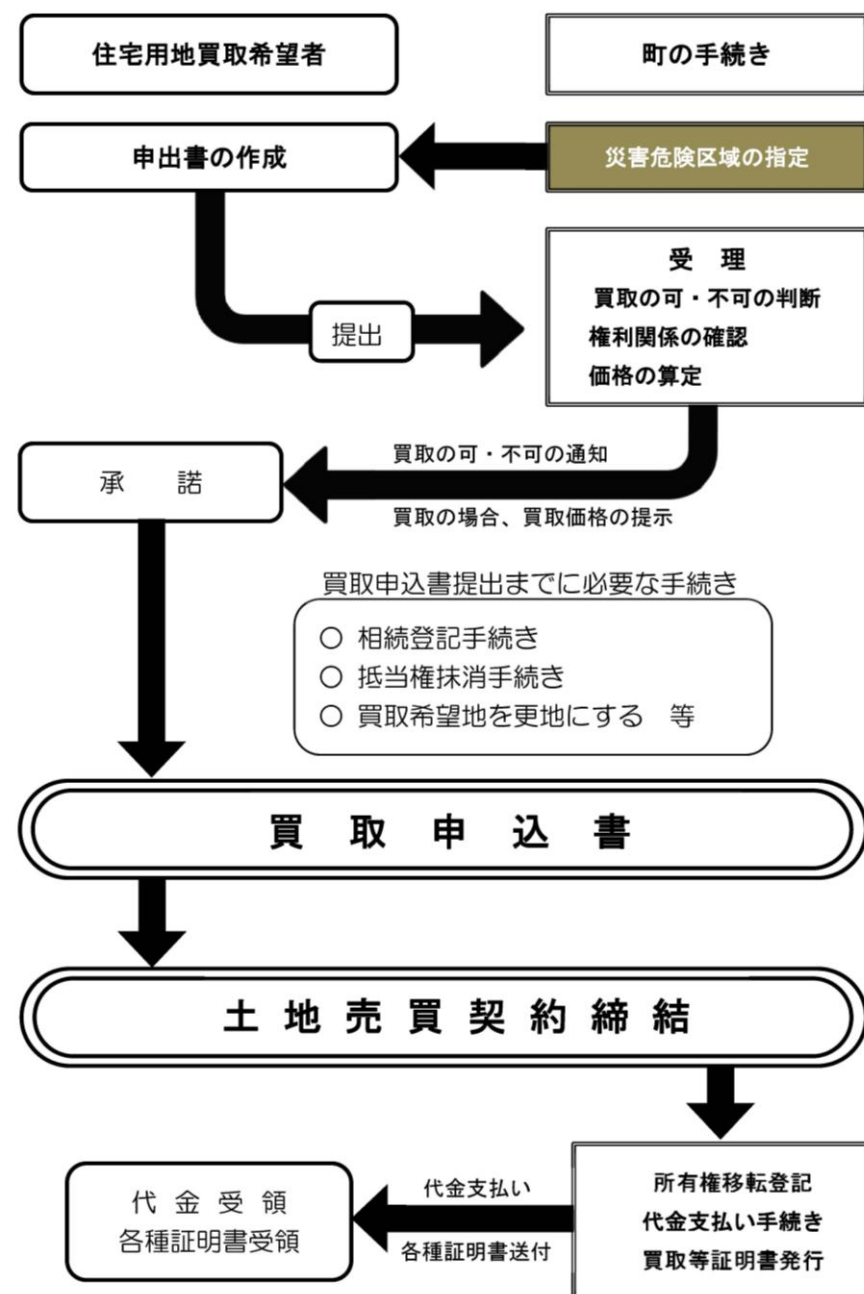 住宅用地買取希望者
町の手続き
申出書の作成
災害危険区域の指定
受　理
買取の可・不可の判断
権利関係の確認
価格の算定
提出
買取の可・不可の通知
承　諾
買取の場合、買取価格の提示
買取申込書提出までに必要な手続き
○ 相続登記手続き
○ 抵当権抹消手続き
○ 買取希望地を更地にする　等
買取申込書
土地売買契約締結
所有権移転登記
代金支払い手続き
買取等証明書発行
代金支払い
各種証明書送付
代金受領
各種証明書受領